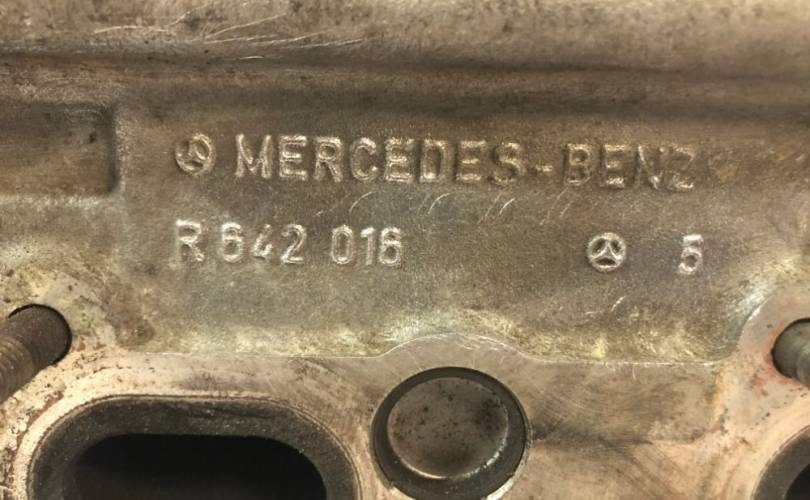 MERCEDES-BENZ
R 642 016 5